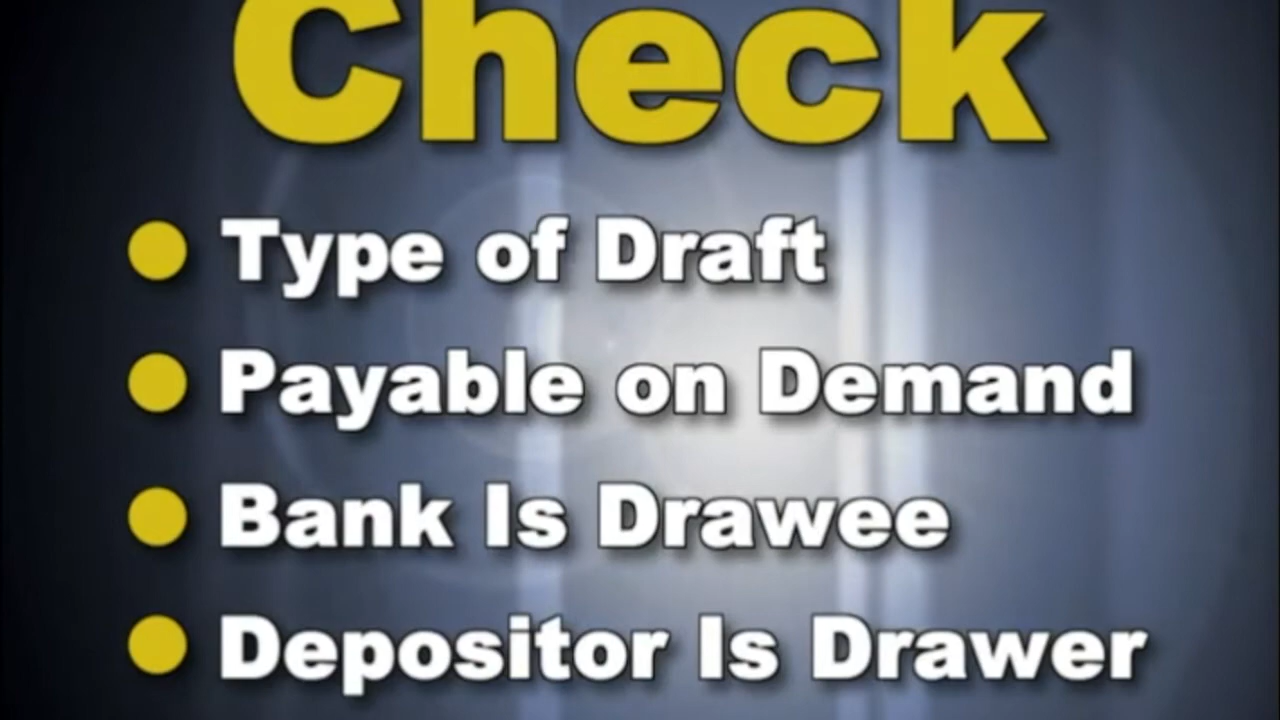 Check
Type of Draft
Payable on Demand
Bank Is Drawee
Depositor Is Drawer